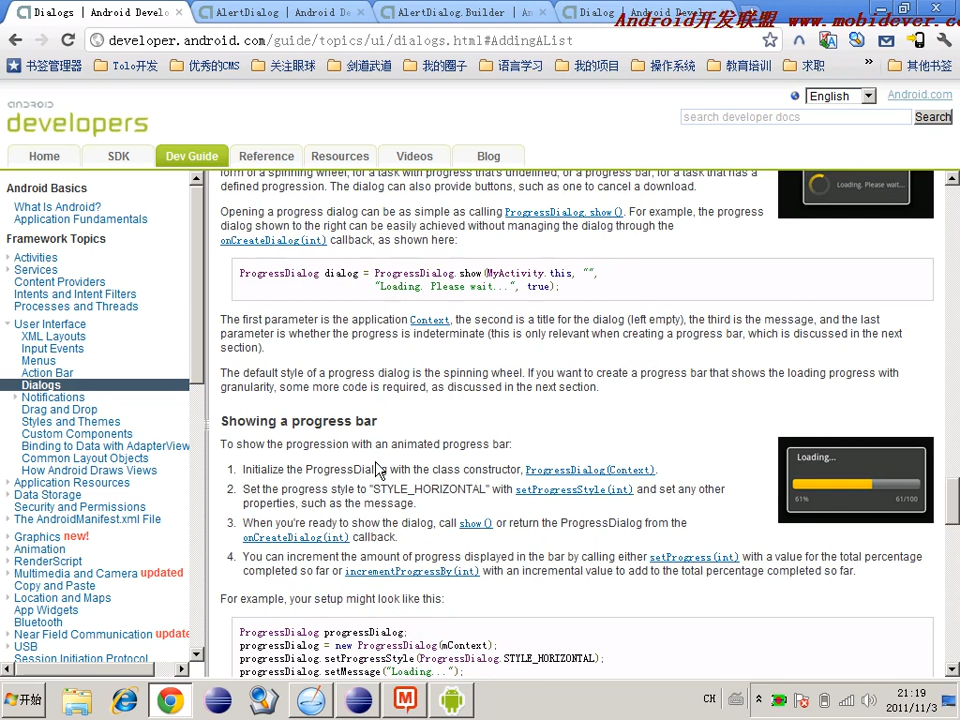 Dialogs | Android Develo
AlertDialog | Android De
AlertDialog.Builder | An
Dialog | Android Devel
Android开发联盟 www.mobidever.com
developer.android.com/guide/topics/ui/dialogs.html#AddingAList
书签管理器 Tolo开发 优秀的CMS 关注眼球 剑道武道 我的圈子 语言学习 我的项目 操作系统 教育培训 求职 » 其他书签
English Android.com
android
developers
search developer docs Search
Home SDK Dev Guide Reference Resources Videos Blog
Android Basics
What Is Android?
Application Fundamentals
Framework Topics
Activities
Services
Content Providers
Intents and Intent Filters
Processes and Threads
User Interface
XML Layouts
Input Events
Menus
Action Bar
Dialogs
Notifications
Drag and Drop
Styles and Themes
Custom Components
Binding to Data with AdapterView
Common Layout Objects
How Android Draws Views
Application Resources
Data Storage
Security and Permissions
The AndroidManifest.xml File
Graphics new!
Animation
RenderScript
Multimedia and Camera updated
Copy and Paste
Location and Maps
App Widgets
Bluetooth
Near Field Communication update
USB
Session Initiation Protocol
form of a spinning wheel, for a task with progress that's undefined, or a progress bar, for a task that has a
defined progression. The dialog can also provide buttons, such as one to cancel a download.
Loading. Please wait...
Opening a progress dialog can be as simple as calling ProgressDialog.show(). For example, the progress
dialog shown to the right can be easily achieved without managing the dialog through the
onCreateDialog(int) callback, as shown here:
ProgressDialog dialog = ProgressDialog.show(MyActivity.this, "",
"Loading. Please wait...", true);
The first parameter is the application Context, the second is a title for the dialog (left empty), the third is the message, and the last
parameter is whether the progress is indeterminate (this is only relevant when creating a progress bar, which is discussed in the next
section).
The default style of a progress dialog is the spinning wheel. If you want to create a progress bar that shows the loading progress with
granularity, some more code is required, as discussed in the next section.
Showing a progress bar
To show the progression with an animated progress bar:
1. Initialize the ProgressDialog with the class constructor, ProgressDialog(Context).
2. Set the progress style to "STYLE_HORIZONTAL" with setProgressStyle(int) and set any other
properties, such as the message.
3. When you're ready to show the dialog, call show() or return the ProgressDialog from the
onCreateDialog(int) callback.
4. You can increment the amount of progress displayed in the bar by calling either setProgress(int) with a value for the total percentage
completed so far or incrementProgressBy(int) with an incremental value to add to the total percentage completed so far.
Loading...
61% 61/100
For example, your setup might look like this:
ProgressDialog progressDialog;
progressDialog = new ProgressDialog(mContext);
progressDialog.setProgressStyle(ProgressDialog.STYLE_HORIZONTAL);
progressDialog.setMessage("Loading...");
开始
CH
21:19
2011/11/3